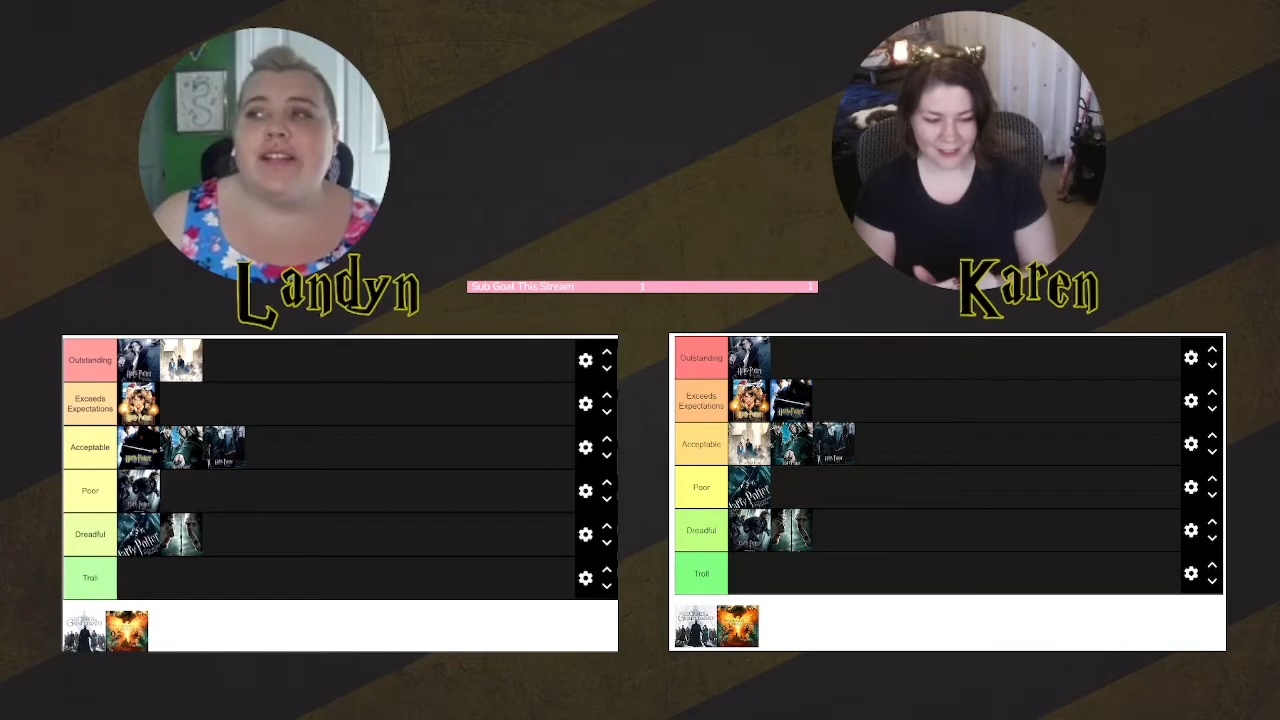 Landyn
Karen
Sub Goal This Stream 1 1
Outstanding
Exceeds
Expectations
Acceptable
Poor
Dreadful
Troll
Outstanding
Exceeds
Expectations
Acceptable
Poor
Dreadful
Troll